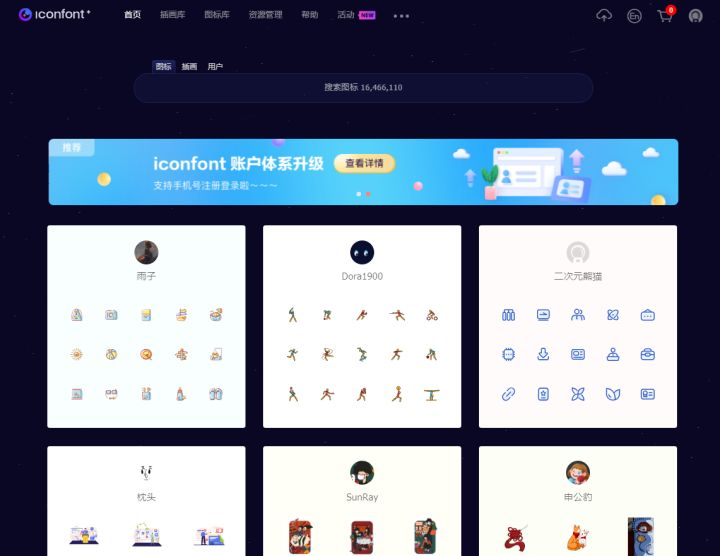 iconfont+
首页 插画库 图标库 资源管理 帮助 活动 NEW
En
8
图标 插画 用户
搜索图标 16,466,110
推荐
iconfont 账户体系升级
查看详情
支持手机号注册登录啦～～～
雨子
Dora1900
二次元熊猫
枕头
SunRay
申公豹